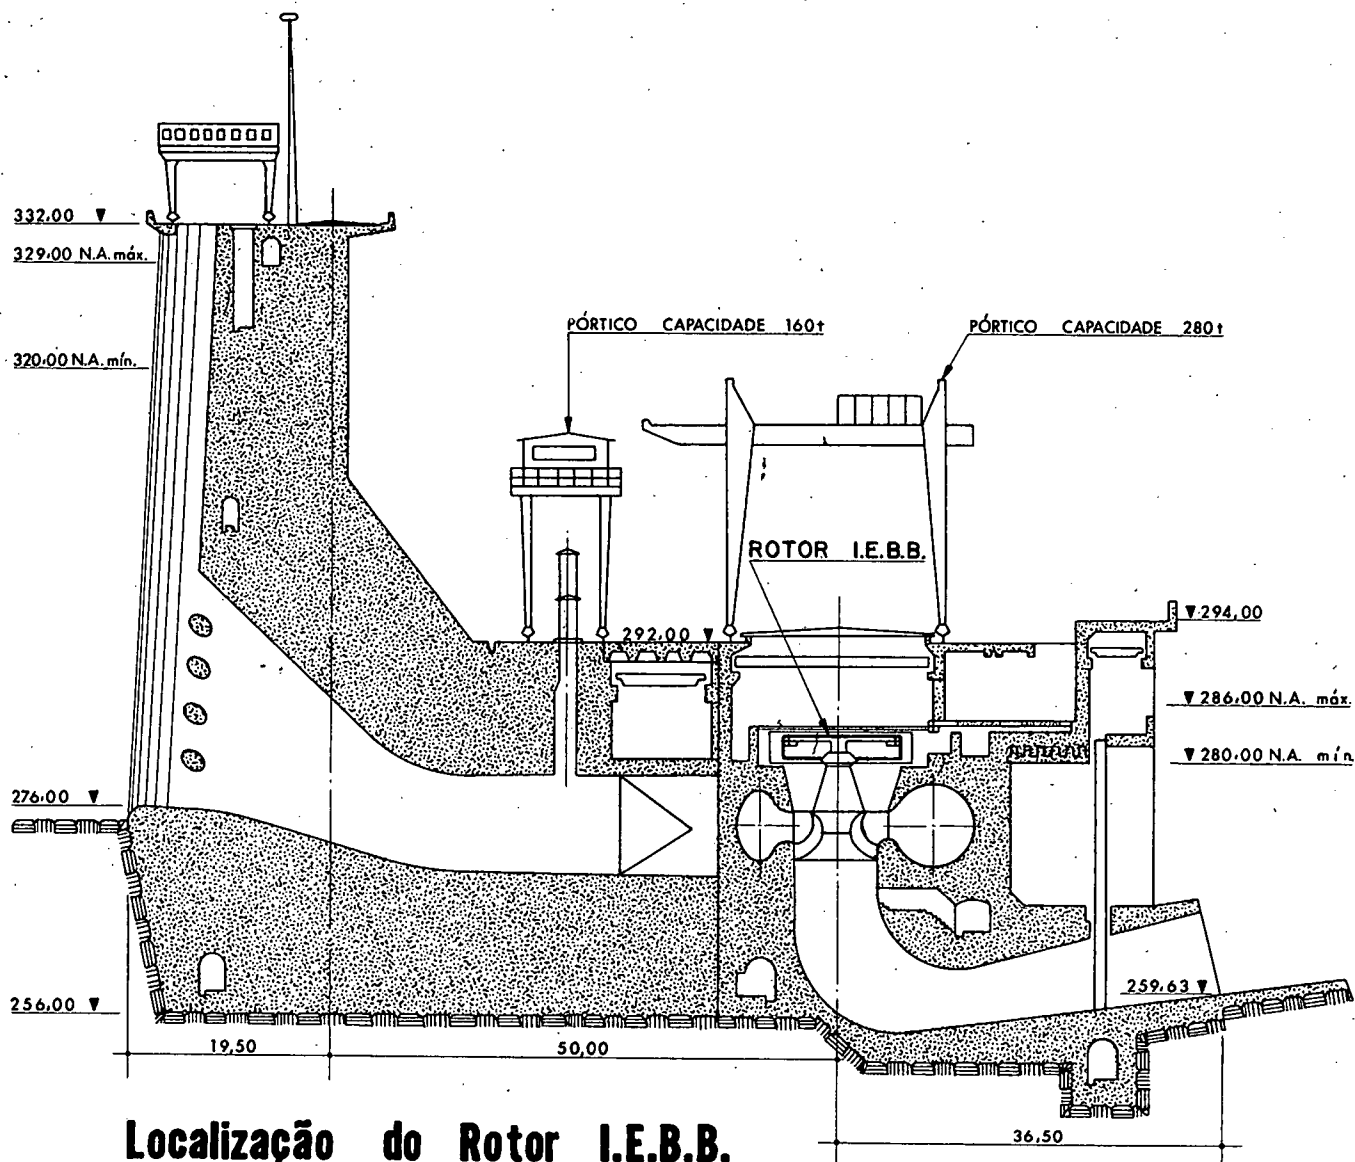 332,00
329,00 N.A. máx.
320,00 N.A. mín.
PÓRTICO CAPACIDADE 160t
PÓRTICO CAPACIDADE 280t
ROTOR I.E.B.B.
292,00
294,00
286,00 N.A. máx.
280,00 N.A. mín.
276,00
259,63
256,00
19,50
50,00
36,50
Localização do Rotor I.E.B.B.